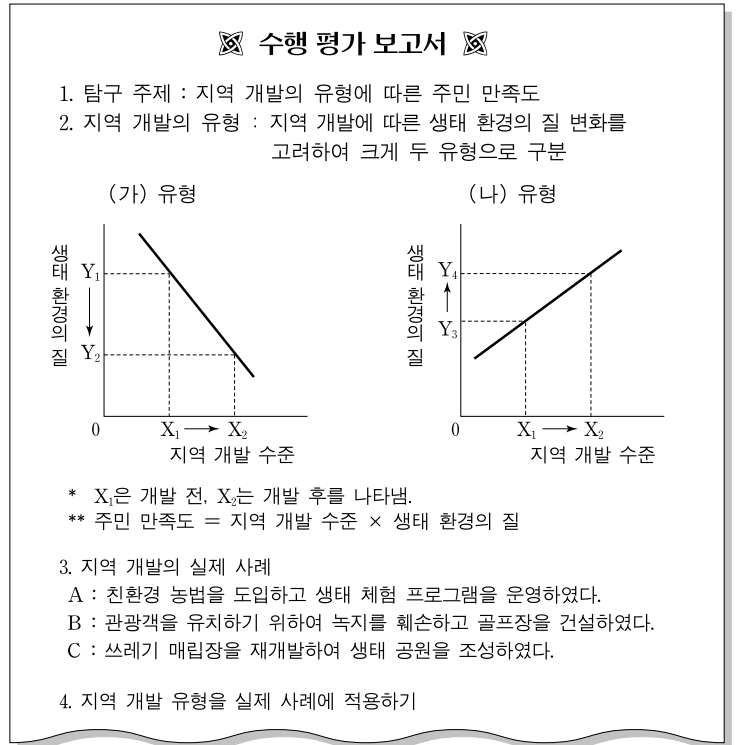 수행 평가 보고서
1. 탐구 주제 : 지역 개발의 유형에 따른 주민 만족도
2. 지역 개발의 유형 : 지역 개발에 따른 생태 환경의 질 변화를
고려하여 크게 두 유형으로 구분
(가) 유형
생태 환경의 질
Y₁
Y₂
0
X₁
X₂
지역 개발 수준
(나) 유형
생태 환경의 질
Y₄
Y₃
0
X₁
X₂
지역 개발 수준
* X₁은 개발 전, X₂는 개발 후를 나타냄.
** 주민 만족도 = 지역 개발 수준 × 생태 환경의 질
3. 지역 개발의 실제 사례
A : 친환경 농법을 도입하고 생태 체험 프로그램을 운영하였다.
B : 관광객을 유치하기 위하여 녹지를 훼손하고 골프장을 건설하였다.
C : 쓰레기 매립장을 재개발하여 생태 공원을 조성하였다.
4. 지역 개발 유형을 실제 사례에 적용하기